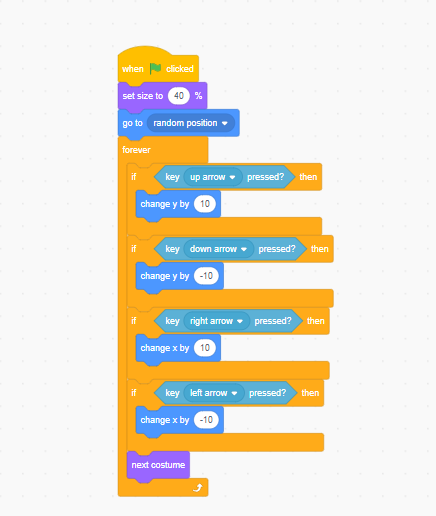 when clicked
set size to 40 %
go to random position
forever
if key up arrow pressed? then
change y by 10
if key down arrow pressed? then
change y by -10
if key right arrow pressed? then
change x by 10
if key left arrow pressed? then
change x by -10
next costume